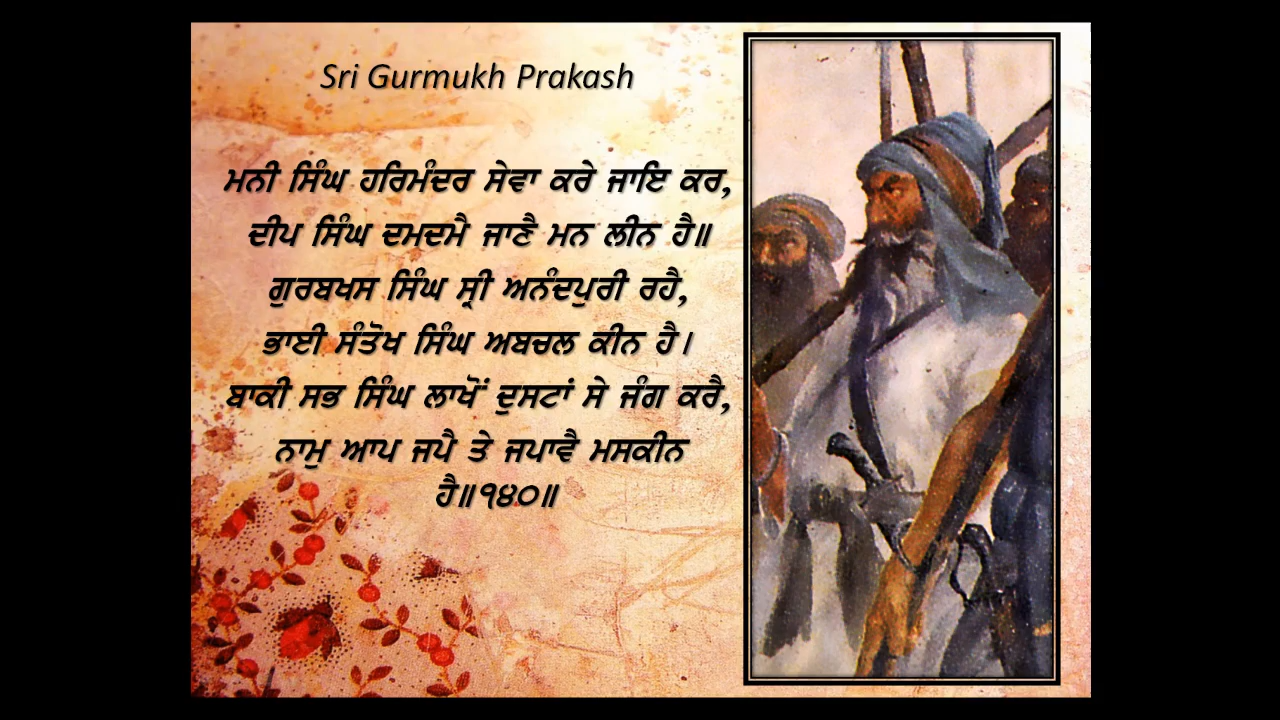 Sri Gurmukh Prakash
ਮਨੀ ਸਿੰਘ ਹਰਿਮੰਦਰ ਸੇਵਾ ਕਰੇ ਜਾਇ ਕਰ,
ਦੀਪ ਸਿੰਘ ਦਮਦਮੈ ਜਾਣੈ ਮਨ ਲੀਨ ਹੈ॥
ਗੁਰਬਖਸ ਸਿੰਘ ਸ੍ਰੀ ਅਨੰਦਪੁਰੀ ਰਹੈ,
ਭਾਈ ਸੰਤੋਖ ਸਿੰਘ ਅਬਚਲ ਕੀਨ ਹੈ।
ਬਾਕੀ ਸਭ ਸਿੰਘ ਲਾਖੋਂ ਦੁਸਟਾਂ ਸੇ ਜੰਗ ਕਰੈ,
ਨਾਮੁ ਆਪ ਜਪੈ ਤੇ ਜਪਾਵੈ ਮਸਕੀਨ
ਹੈ॥੧੪੦॥